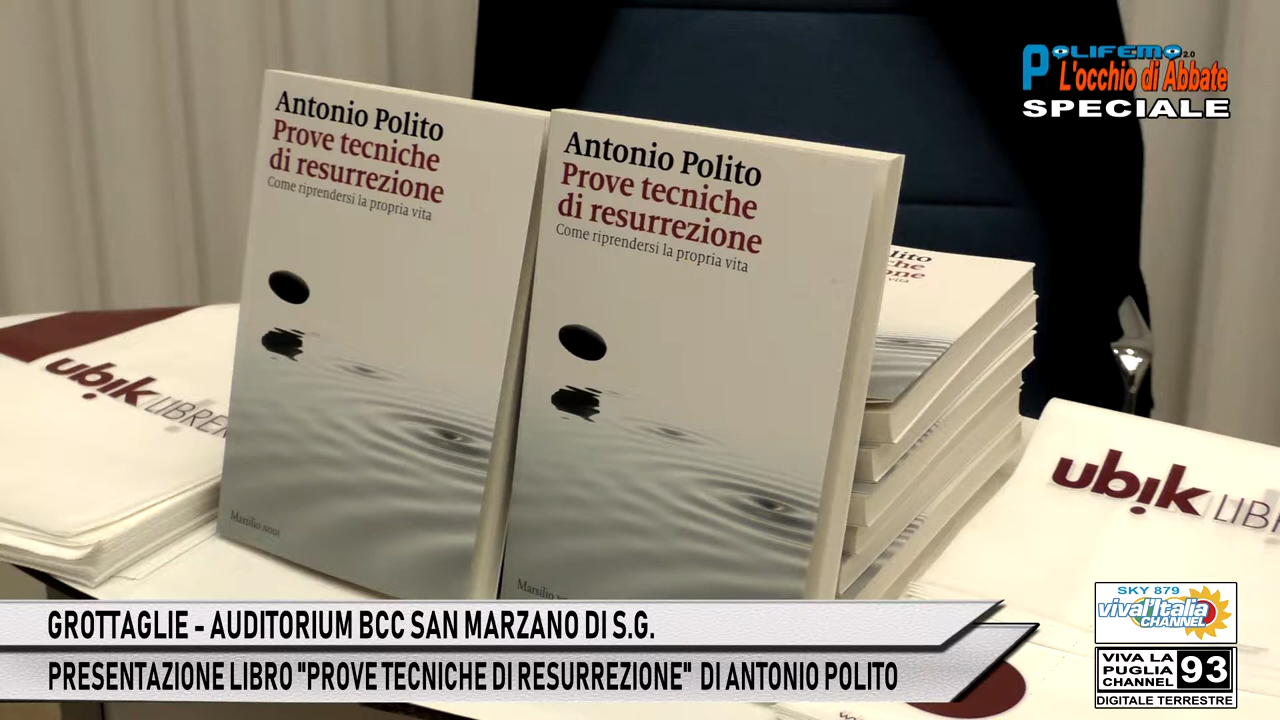 POLIFEMO 2.0
L'occhio di Abbate
SPECIALE
Antonio Polito
Prove tecniche
di resurrezione
Come riprendersi la propria vita
Marsilio NODI
Antonio Polito
Prove tecniche
di resurrezione
Come riprendersi la propria vita
Marsilio
ubik
ubik
GROTTAGLIE - AUDITORIUM BCC SAN MARZANO DI S.G.
PRESENTAZIONE LIBRO "PROVE TECNICHE DI RESURREZIONE" DI ANTONIO POLITO
SKY 879
viva l'Italia
CHANNEL
VIVA LA
PUGLIA
CHANNEL
93
DIGITALE TERRESTRE